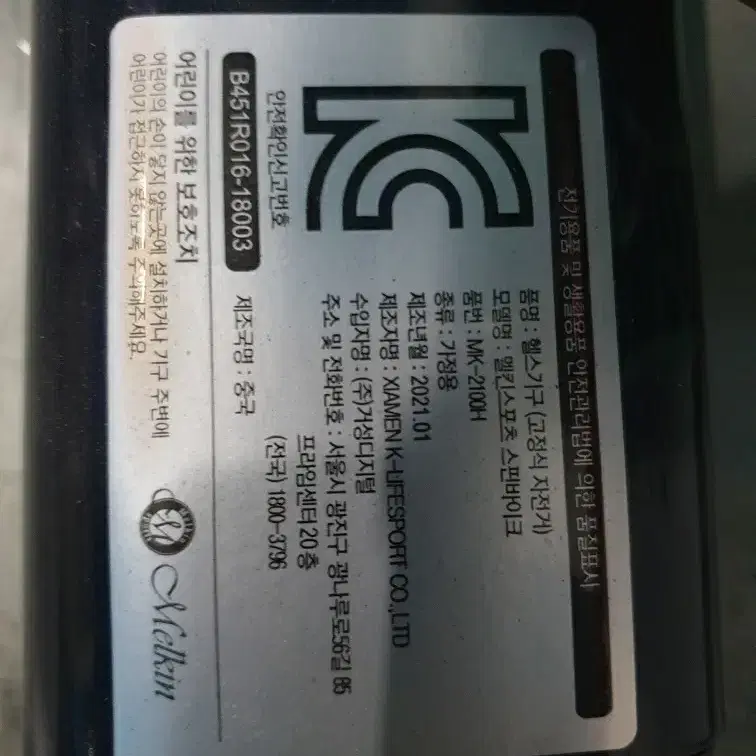 전기용품 및 생활용품 안전관리법에 의한 품질표시
품명 : 헬스기구 (고정식 자전거)
모델명 : 멜킨스포츠 스핀바이크
품번 : MK-2100H
종류 : 가정용
제조년월 : 2021.01
제조자명 : XIAMEN K-LIFESPORT CO.,LTD
수입자명 : (주)거성디지털
주소 및 전화번호 : 서울시 광진구 광나루로56길 85
프라임센터 20층
(전국) 1800-3796
제조국명 : 중국
KC
안전확인신고번호
B451R016-18003
어린이를 위한 보호조치
어린이의 손이 닿지 않는곳에 설치하거나 기구 주변에
어린이가 접근하지 못하도록 주의해주세요.
M
Melkin